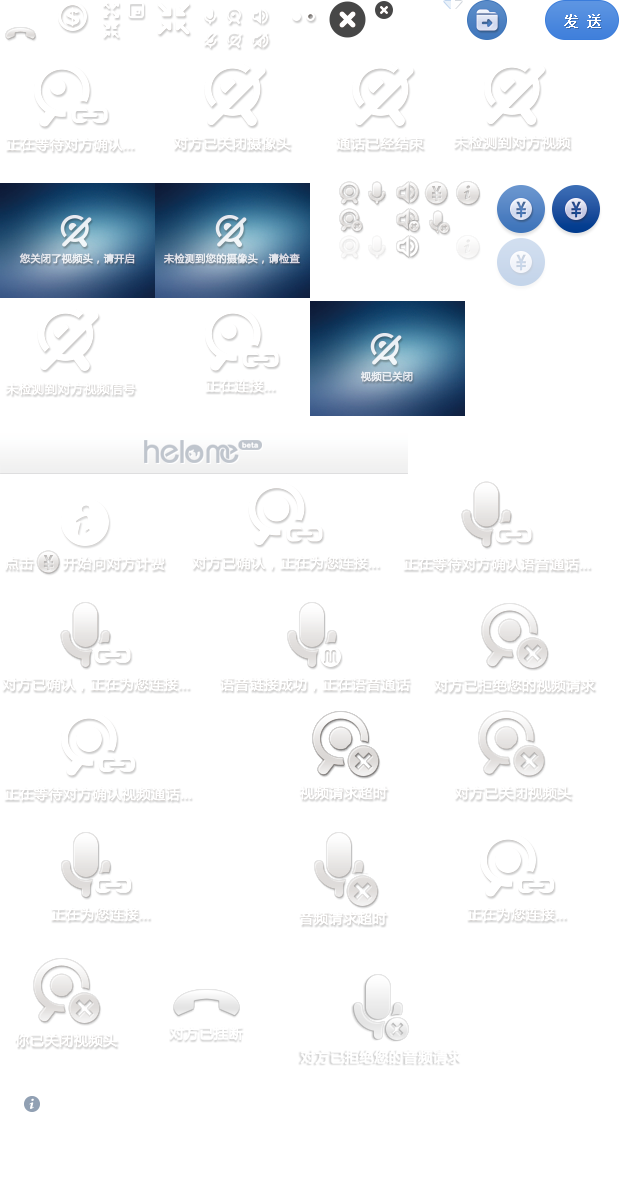 发 送
正在等待对方确认...
对方已关闭摄像头
通话已经结束
未检测到对方视频
您关闭了视频头，请开启
未检测到您的摄像头，请检查
未检测到对方视频信号
正在连接...
视频已关闭
helome beta
点击¥开始向对方计费
对方已确认，正在为您连接...
正在等待对方确认语音通话...
对方已确认，正在为您连接...
语音链接成功，正在语音通话
对方已拒绝您的视频请求
正在等待对方确认视频通话...
视频请求超时
对方已关闭视频头
正在为您连接...
音频请求超时
正在为您连接...
你已关闭视频头
对方已挂断
对方已拒绝您的音频请求